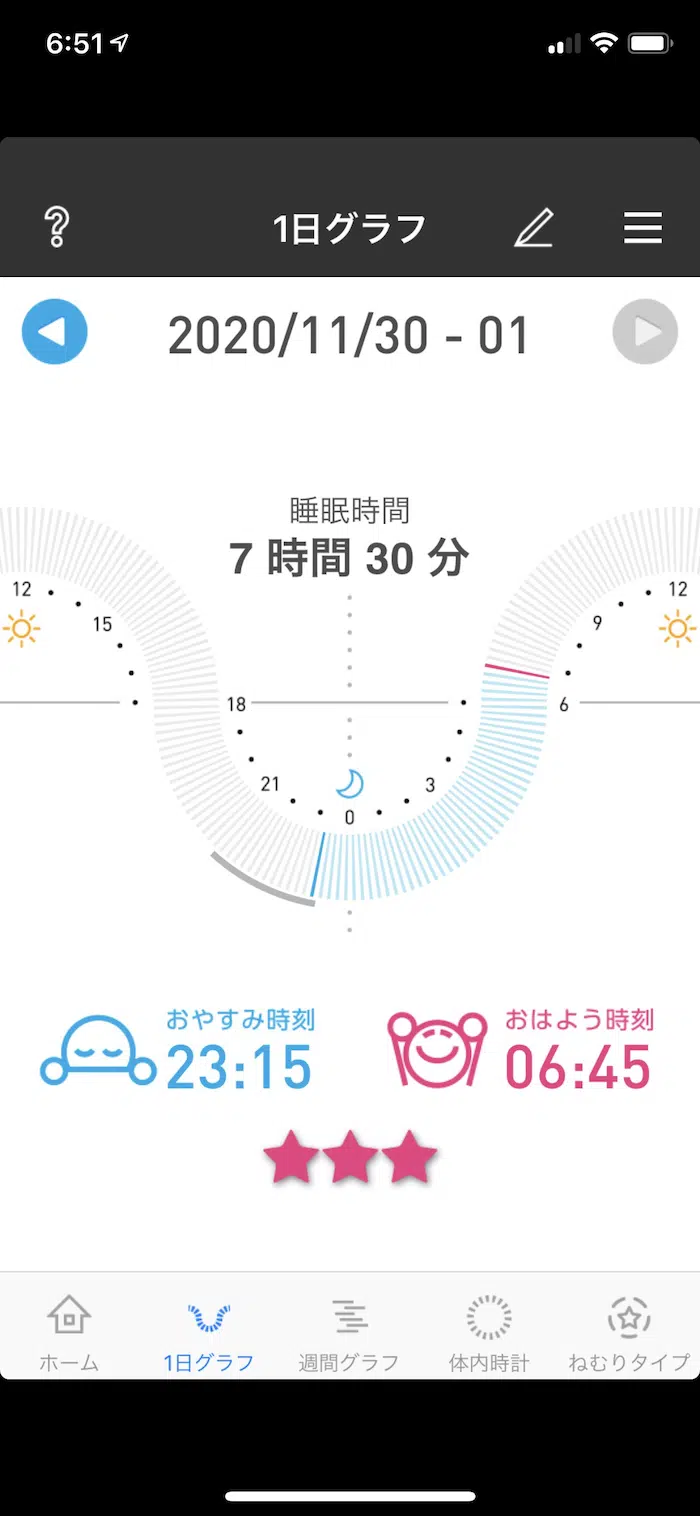 6:51
?
1日グラフ
2020/11/30 - 01
睡眠時間
7 時間 30 分
12
15
18
21
0
3
6
9
12
おやすみ時刻
23:15
おはよう時刻
06:45
ホーム
1日グラフ
週間グラフ
体内時計
ねむりタイプ